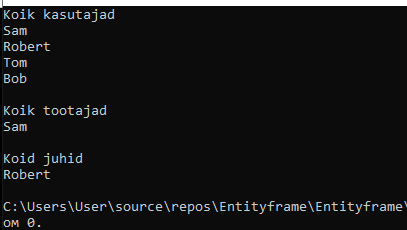 Koik kasutajad
Sam
Robert
Tom
Bob
Koik tootajad
Sam
Koid juhid
Robert
C:\Users\User\source\repos\Entityframe\Entityframe\
ом 0.